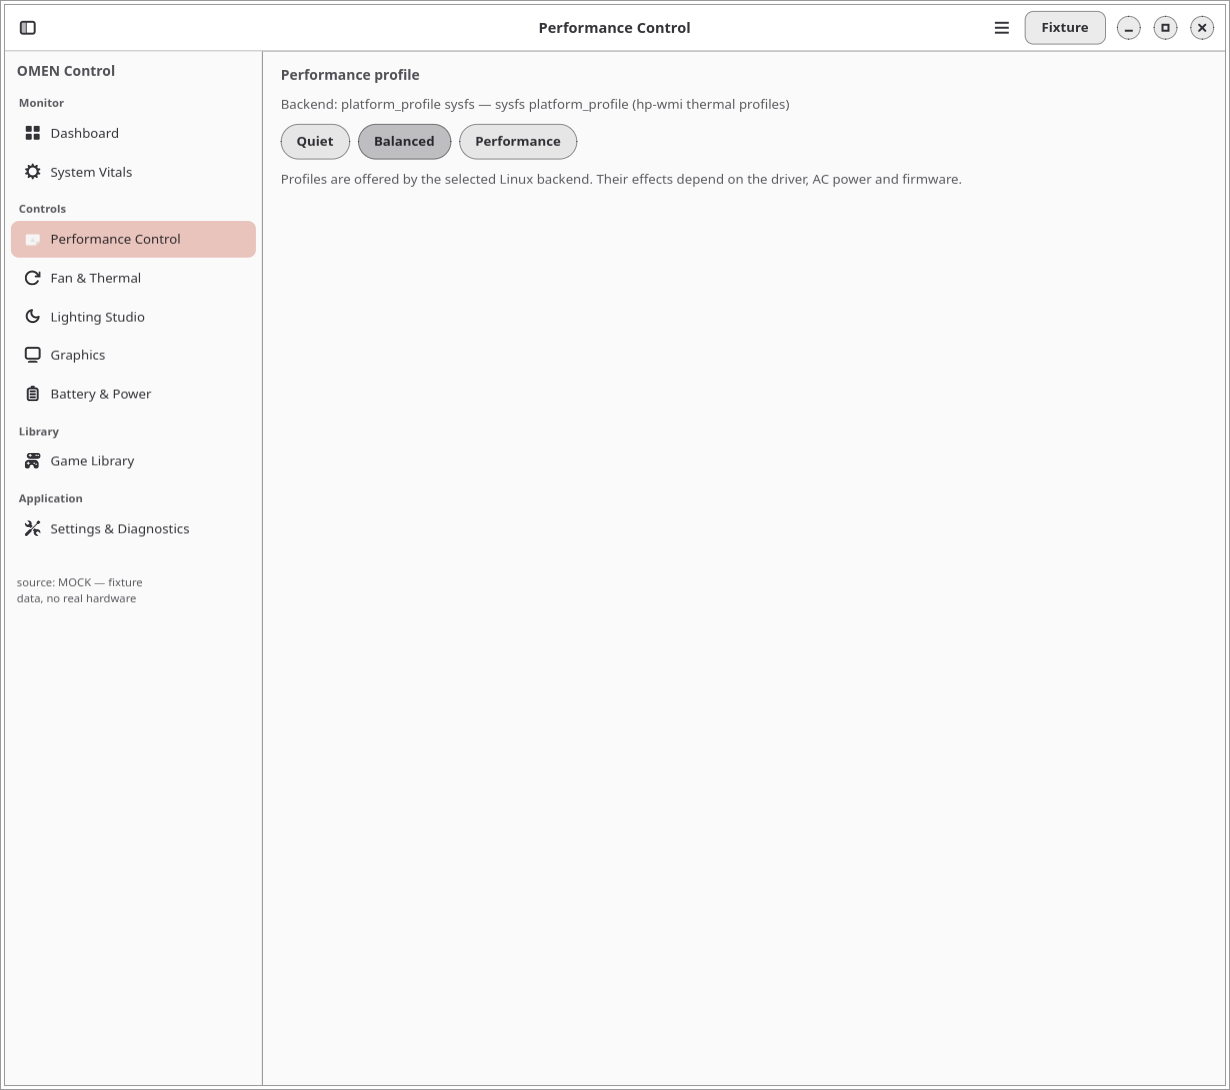 Performance Control
Fixture
OMEN Control
Monitor
Dashboard
System Vitals
Controls
Performance Control
Fan & Thermal
Lighting Studio
Graphics
Battery & Power
Library
Game Library
Application
Settings & Diagnostics
source: MOCK — fixture
data, no real hardware
Performance profile
Backend: platform_profile sysfs — sysfs platform_profile (hp-wmi thermal profiles)
Quiet Balanced Performance
Profiles are offered by the selected Linux backend. Their effects depend on the driver, AC power and firmware.